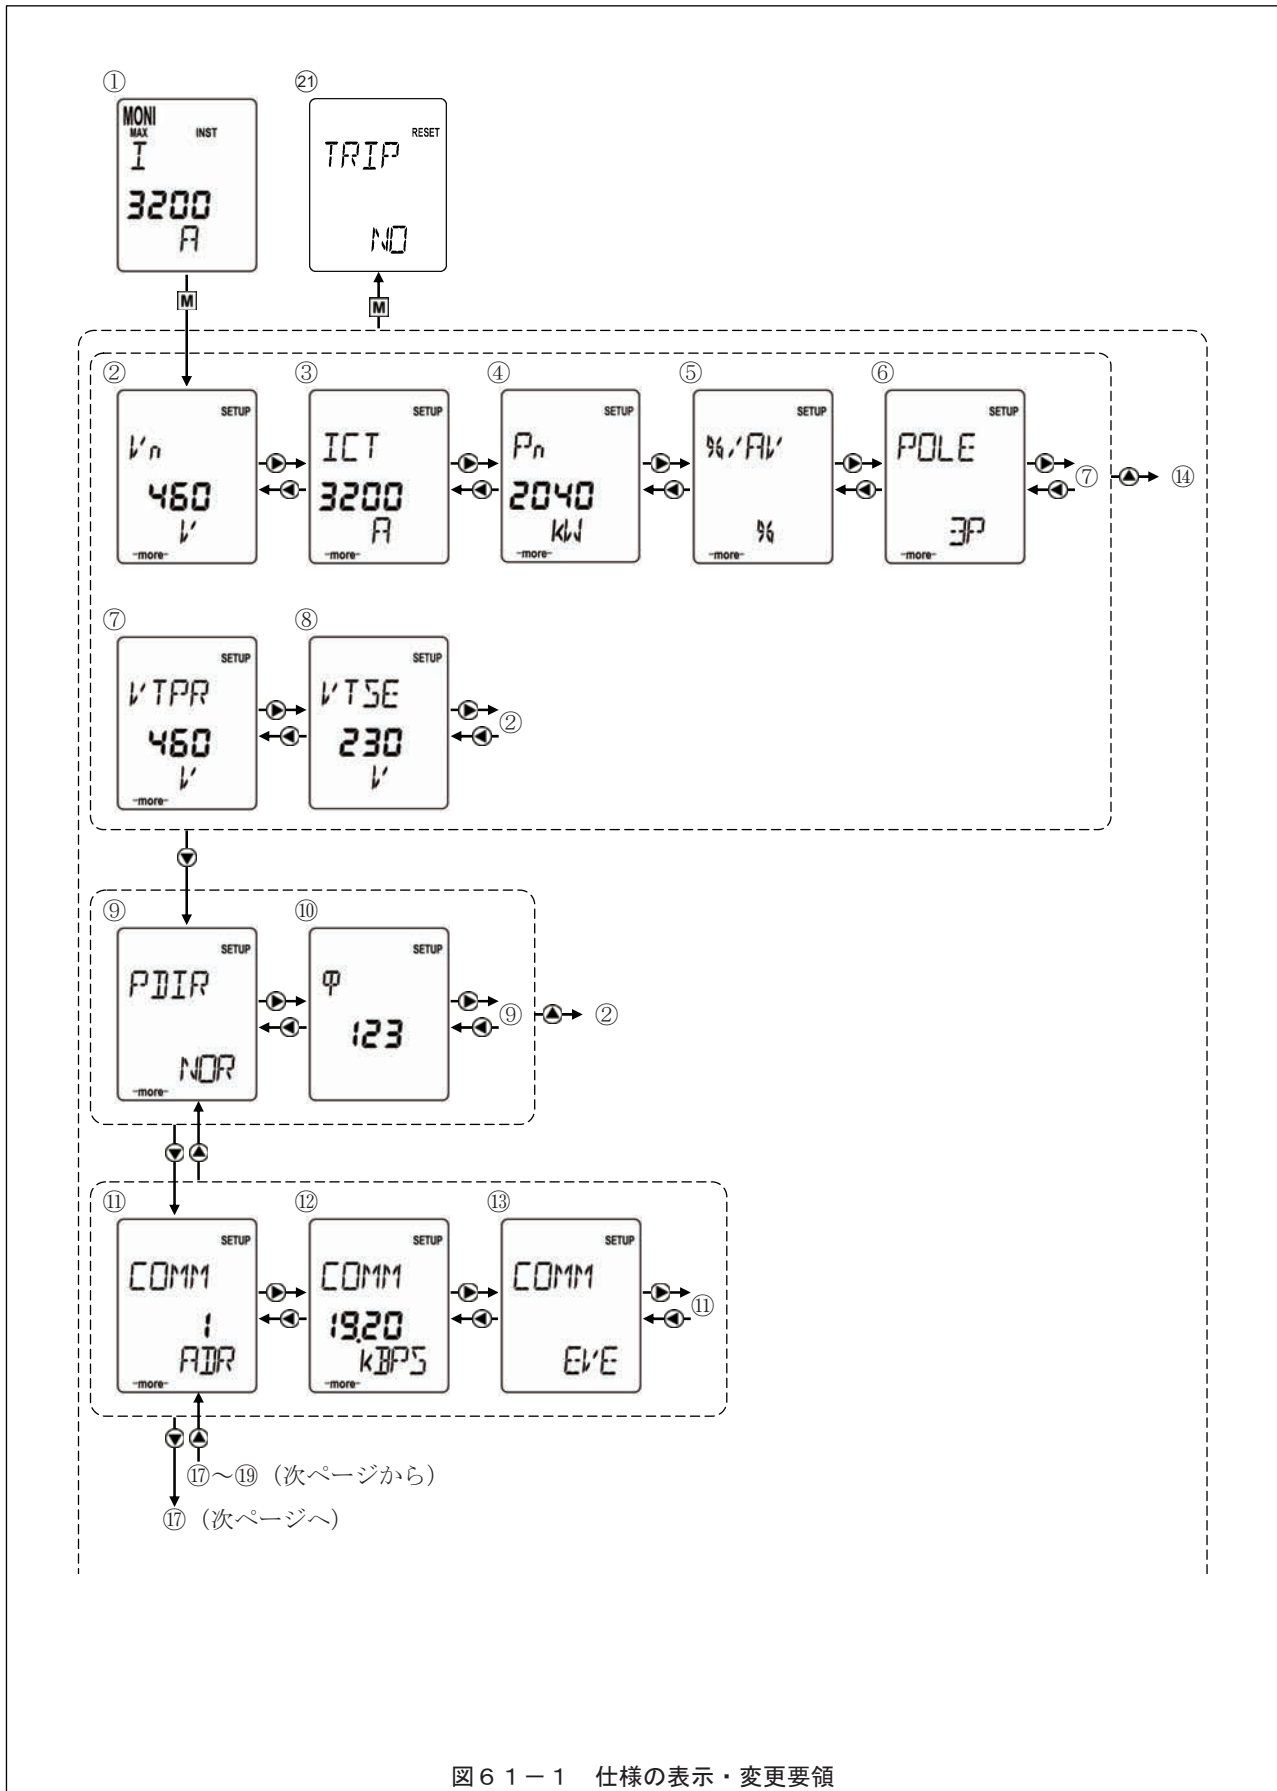 ① ㉑
MONI
MAX INST
I
3200
A
RESET
TRIP
NO
M M
② ③ ④ ⑤ ⑥
SETUP
Vn
460
V
-more-
SETUP
ICT
3200
A
-more-
SETUP
Pn
2040
kW
-more-
SETUP
%/AV
%
-more-
SETUP
POLE
3P
-more-
⑦ ⑭
⑦ ⑧
SETUP
VTPR
460
V
-more-
SETUP
VTSE
230
V
②
⑨ ⑩
SETUP
PDIR
NOR
-more-
SETUP
φ
123
⑨ ②
⑪ ⑫ ⑬
SETUP
COMM
1
ADR
-more-
SETUP
COMM
19.20
kBPS
-more-
SETUP
COMM
EVE
⑪
⑰～⑲（次ページから）
⑰（次ページへ）
図６１－１ 仕様の表示・変更要領